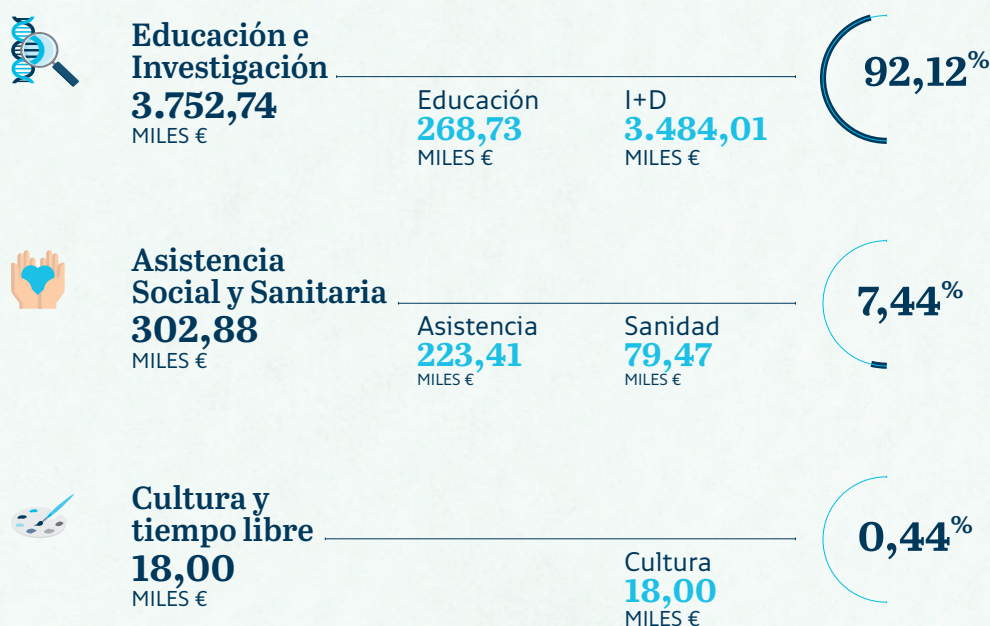 Educación e
Investigación
3.752,74
MILES €
Educación
268,73
MILES €
I+D
3.484,01
MILES €
92,12%
Asistencia
Social y Sanitaria
302,88
MILES €
Asistencia
223,41
MILES €
Sanidad
79,47
MILES €
7,44%
Cultura y
tiempo libre
18,00
MILES €
Cultura
18,00
MILES €
0,44%